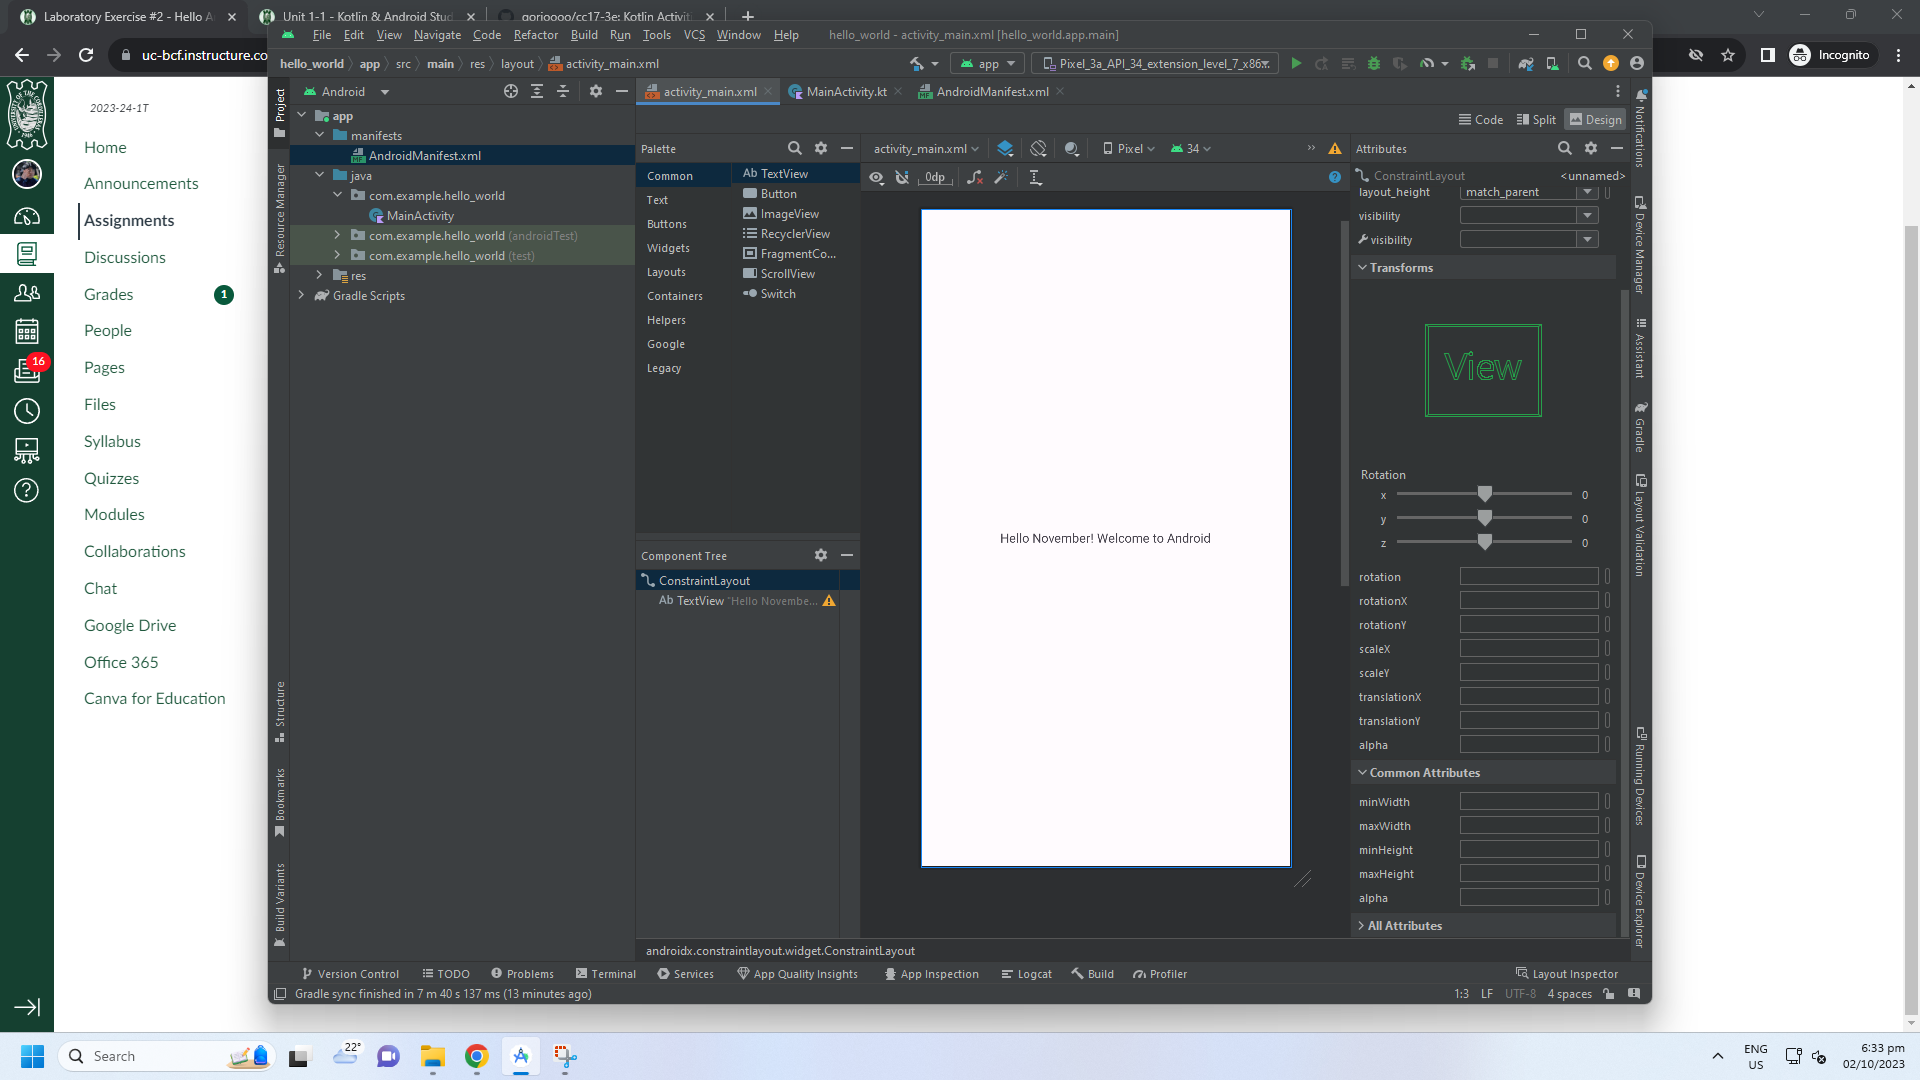 Laboratory Exercise #2 - Hello A
Unit 1-1 - Kotlin & Android Stud
gorioooo/cc17-3e: Kotlin Activiti
uc-bcf.instructure.co
Incognito
File Edit View Navigate Code Refactor Build Run Tools VCS Window Help hello_world - activity_main.xml [hello_world.app.main]
hello_world app src main res layout activity_main.xml
app Pixel_3a_API_34_extension_level_7_x86
2023-24-1T
Home
Announcements
Assignments
Discussions
Grades 1
People
Pages
Files
Syllabus
Quizzes
Modules
Collaborations
Chat
Google Drive
Office 365
Canva for Education
16
Project
Resource Manager
Structure
Bookmarks
Build Variants
Android
app
manifests
AndroidManifest.xml
java
com.example.hello_world
MainActivity
com.example.hello_world (androidTest)
com.example.hello_world (test)
res
Gradle Scripts
activity_main.xml MainActivity.kt AndroidManifest.xml
Code Split Design
Palette
Common
Text
Buttons
Widgets
Layouts
Containers
Helpers
Google
Legacy
Ab TextView
Button
ImageView
RecyclerView
FragmentCo...
ScrollView
Switch
Component Tree
ConstraintLayout
Ab TextView "Hello Novembe...
activity_main.xml Pixel 34
0dp
Hello November! Welcome to Android
Attributes
ConstraintLayout <unnamed>
layout_height match_parent
visibility
visibility
Transforms
View
Rotation
x 0
y 0
z 0
rotation
rotationX
rotationY
scaleX
scaleY
translationX
translationY
alpha
Common Attributes
minWidth
maxWidth
minHeight
maxHeight
alpha
All Attributes
Notifications
Device Manager
Assistant
Gradle
Layout Validation
Running Devices
Device Explorer
androidx.constraintlayout.widget.ConstraintLayout
Version Control TODO Problems Terminal Services App Quality Insights App Inspection Logcat Build Profiler Layout Inspector
Gradle sync finished in 7 m 40 s 137 ms (13 minutes ago) 1:3 LF UTF-8 4 spaces
Search
22°
ENG
US
6:33 pm
02/10/2023